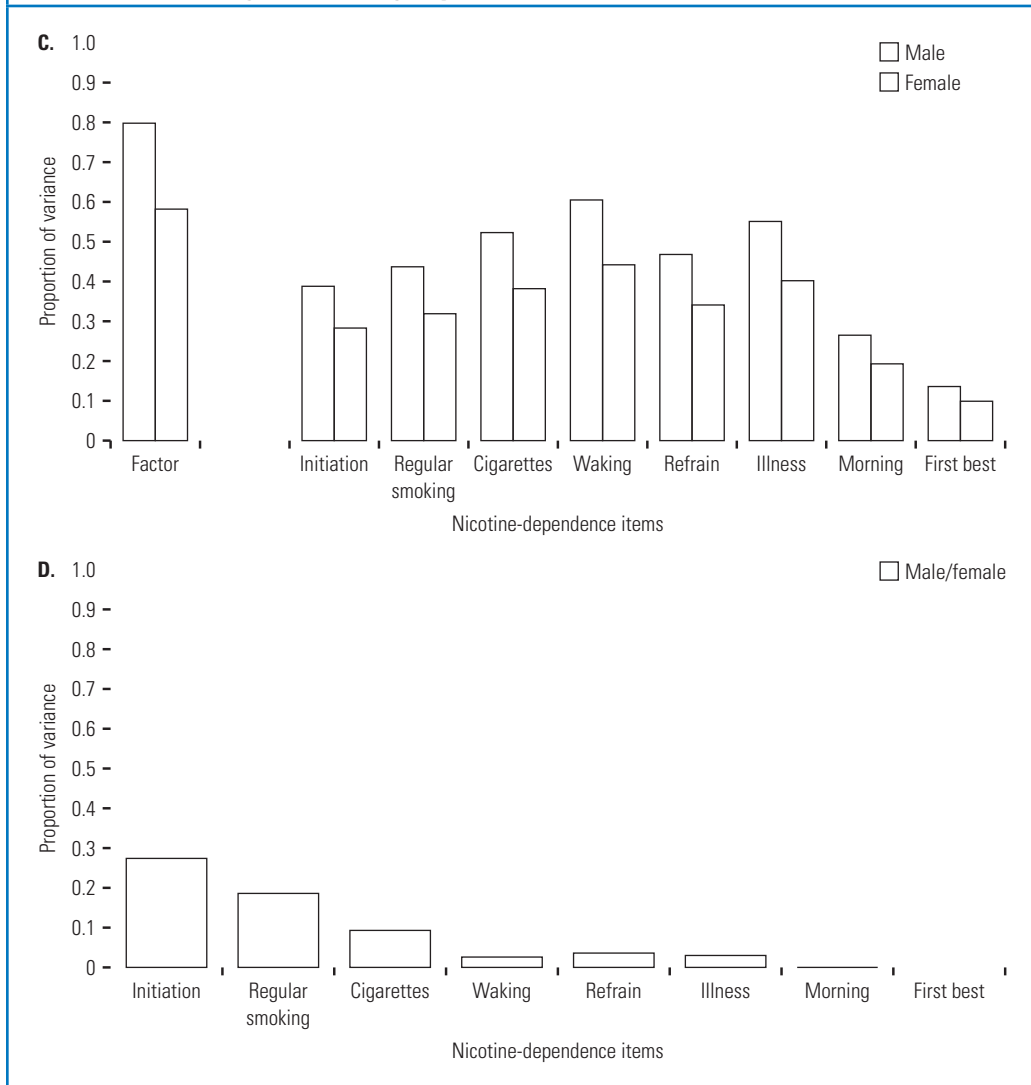 C.
1.0
0.9
0.8
0.7
0.6
0.5
0.4
0.3
0.2
0.1
0
Proportion of variance
Male
Female
Factor
Initiation
Regular
smoking
Cigarettes
Waking
Refrain
Illness
Morning
First best
Nicotine-dependence items
D.
1.0
0.9
0.8
0.7
0.6
0.5
0.4
0.3
0.2
0.1
0
Proportion of variance
Male/female
Initiation
Regular
smoking
Cigarettes
Waking
Refrain
Illness
Morning
First best
Nicotine-dependence items